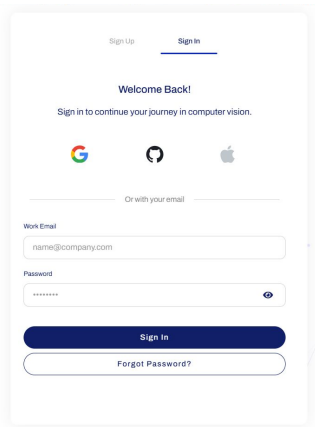 Sign Up
Sign In
Welcome Back!
Sign in to continue your journey in computer vision.
Or with your email
Work Email
name@company.com
Password
********
Sign In
Forgot Password?